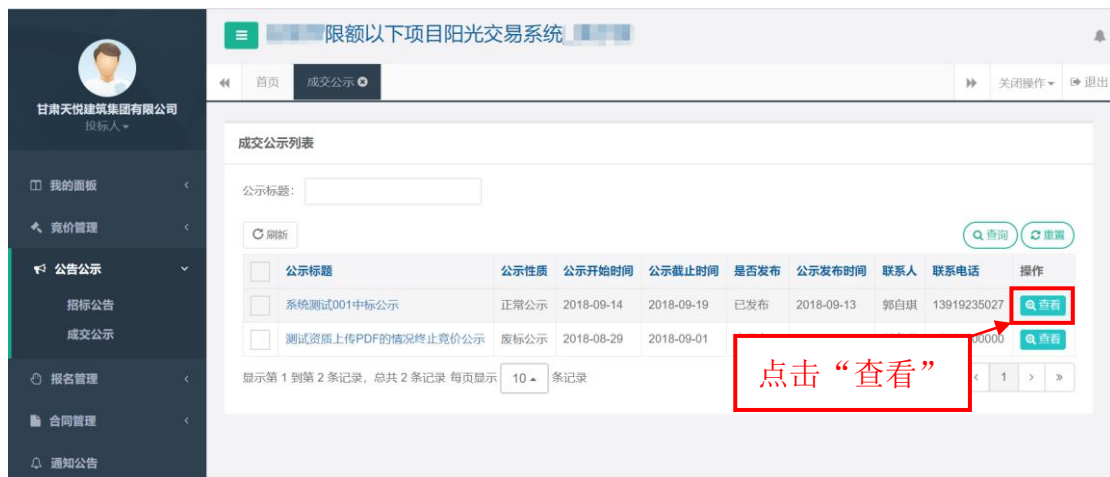 限额以下项目阳光交易系统
首页 成交公示
关闭操作 退出
甘肃天悦建筑集团有限公司
投标人
成交公示列表
我的面板
公示标题：
竞价管理
刷新 查询 重置
公告公示
公示标题 公示性质 公示开始时间 公示截止时间 是否发布 公示发布时间 联系人 联系电话 操作
招标公告
系统测试001中标公示 正常公示 2018-09-14 2018-09-19 已发布 2018-09-13 郭自琪 13919235027 查看
成交公示
测试资质上传PDF的情况终止竞价公示 废标公示 2018-08-29 2018-09-01 00000 查看
点击“查看”
报名管理
显示第 1 到第 2 条记录，总共 2 条记录 每页显示 10 条记录 ‹ 1 › »
合同管理
通知公告